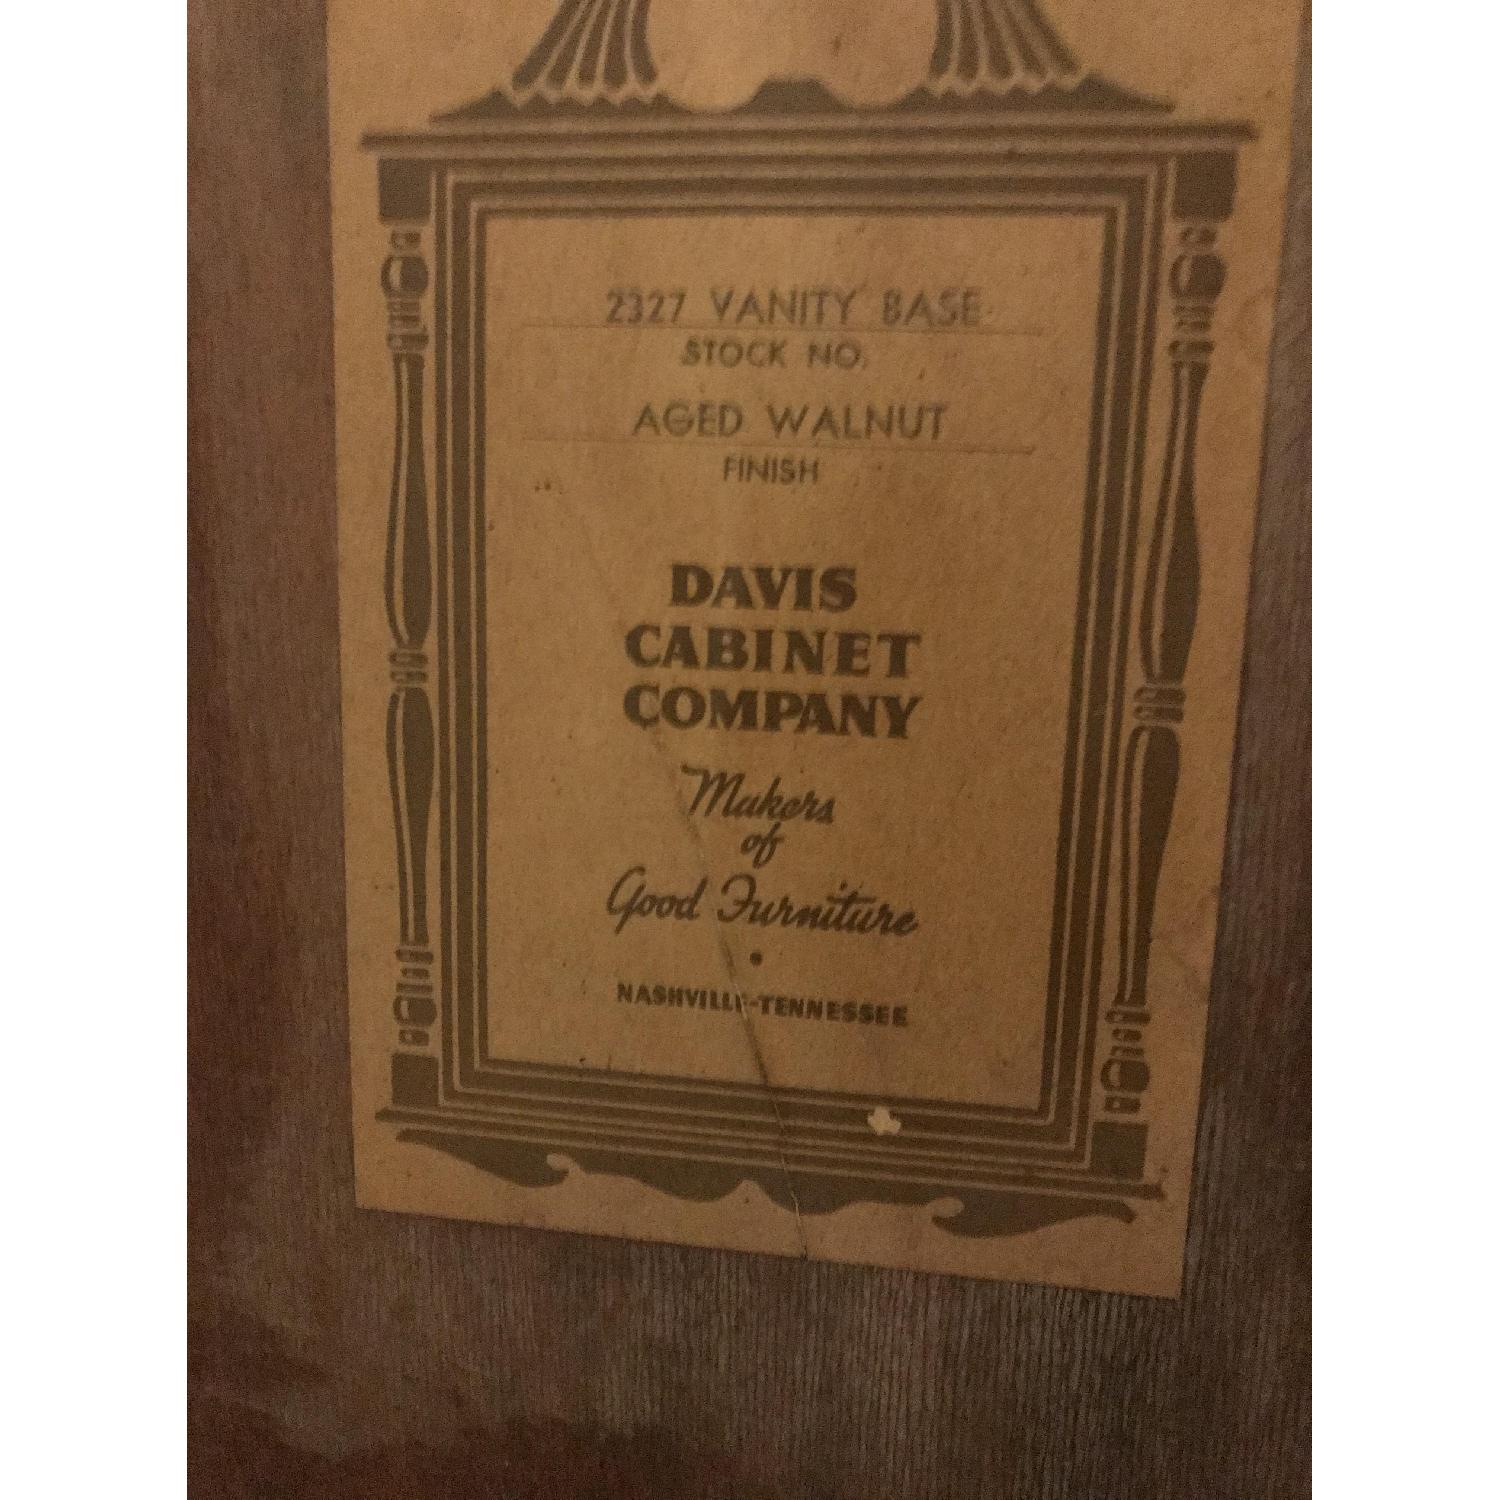 2327 VANITY BASE
STOCK NO.
AGED WALNUT
FINISH
DAVIS
CABINET
COMPANY
Makers
of
Good Furniture
•
NASHVILLE-TENNESSEE